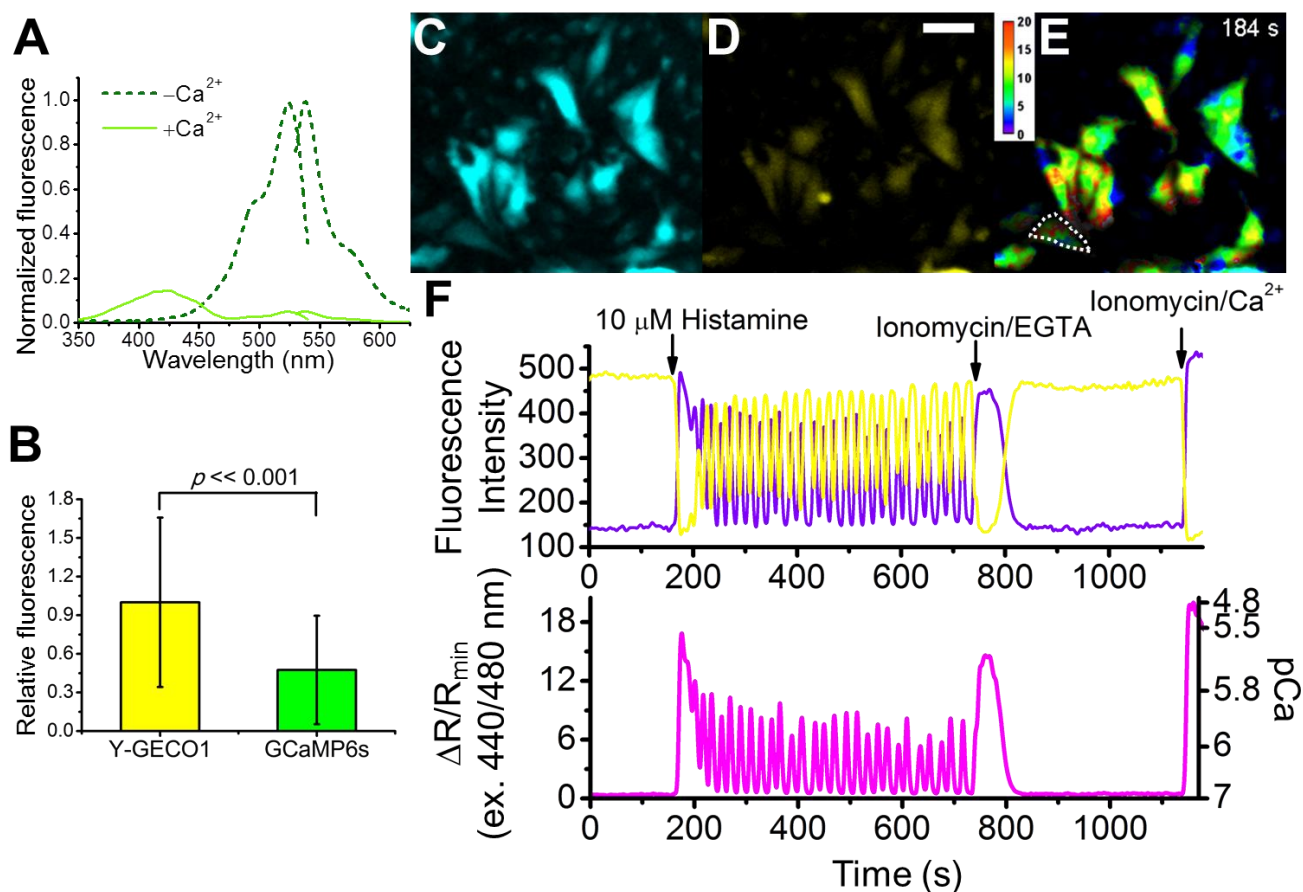 A
Normalized fluorescence
1.0
0.8
0.6
0.4
0.2
0.0
−Ca²⁺
+Ca²⁺
350 400 450 500 550 600
Wavelength (nm)
B
Relative fluorescence
1.8
1.5
1.2
0.9
0.6
0.3
0.0
p << 0.001
Y-GECO1 GCaMP6s
C
D
20
15
10
5
0
E
184 s
F
10 μM Histamine
Ionomycin/EGTA
Ionomycin/Ca²⁺
Fluorescence
Intensity
500
400
300
200
100
0 200 400 600 800 1000
ΔR/Rmin
(ex. 440/480 nm)
18
12
6
0
4.8
5.5
5.8
6
7
pCa
0 200 400 600 800 1000
Time (s)